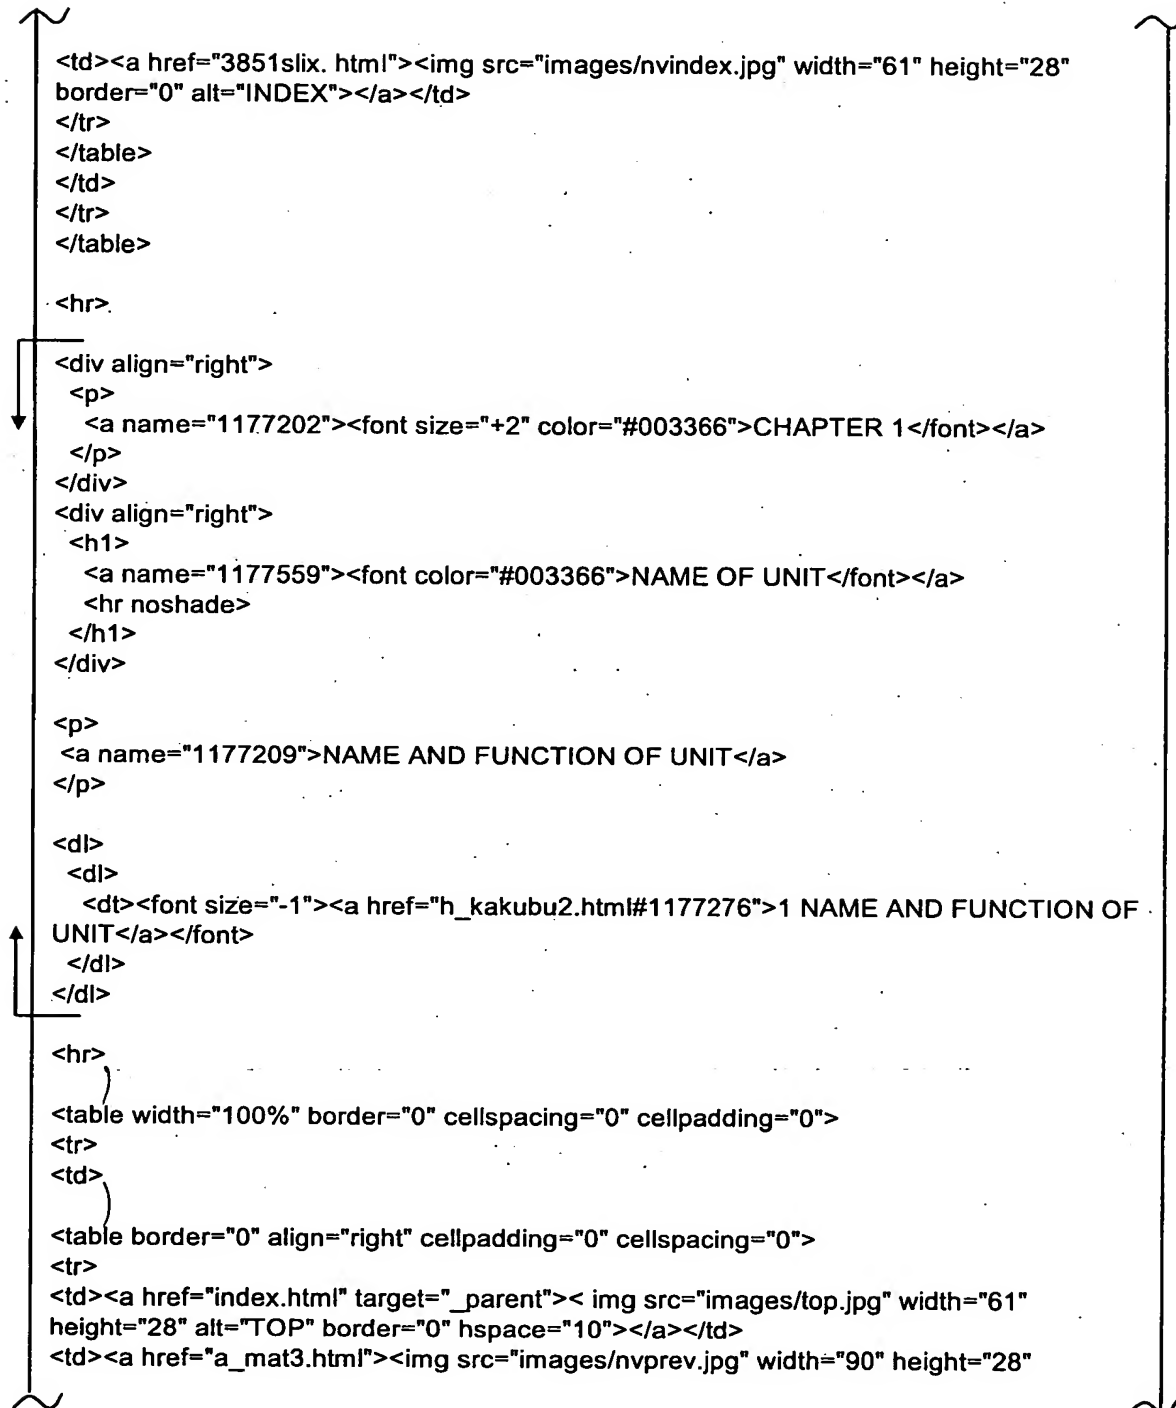 <td><a href="3851slix. html"><img src="images/nvindex.jpg" width="61" height="28"
border="0" alt="INDEX"></a></td>
</tr>
</table>
</td>
</tr>
</table>
<hr>
<div align="right">
<p>
<a name="1177202"><font size="+2" color="#003366">CHAPTER 1</font></a>
</p>
</div>
<div align="right">
<h1>
<a name="1177559"><font color="#003366">NAME OF UNIT</font></a>
<hr noshade>
</h1>
</div>
<p>
<a name="1177209">NAME AND FUNCTION OF UNIT</a>
</p>
<dl>
<dl>
<dt><font size="-1"><a href="h_kakubu2.html#1177276">1 NAME AND FUNCTION OF
UNIT</a></font>
</dl>
</dl>
<hr>
<table width="100%" border="0" cellspacing="0" cellpadding="0">
<tr>
<td>
<table border="0" align="right" cellpadding="0" cellspacing="0">
<tr>
<td><a href="index.html" target="_parent">< img src="images/top.jpg" width="61"
height="28" alt="TOP" border="0" hspace="10"></a></td>
<td><a href="a_mat3.html"><img src="images/nvprev.jpg" width="90" height="28"